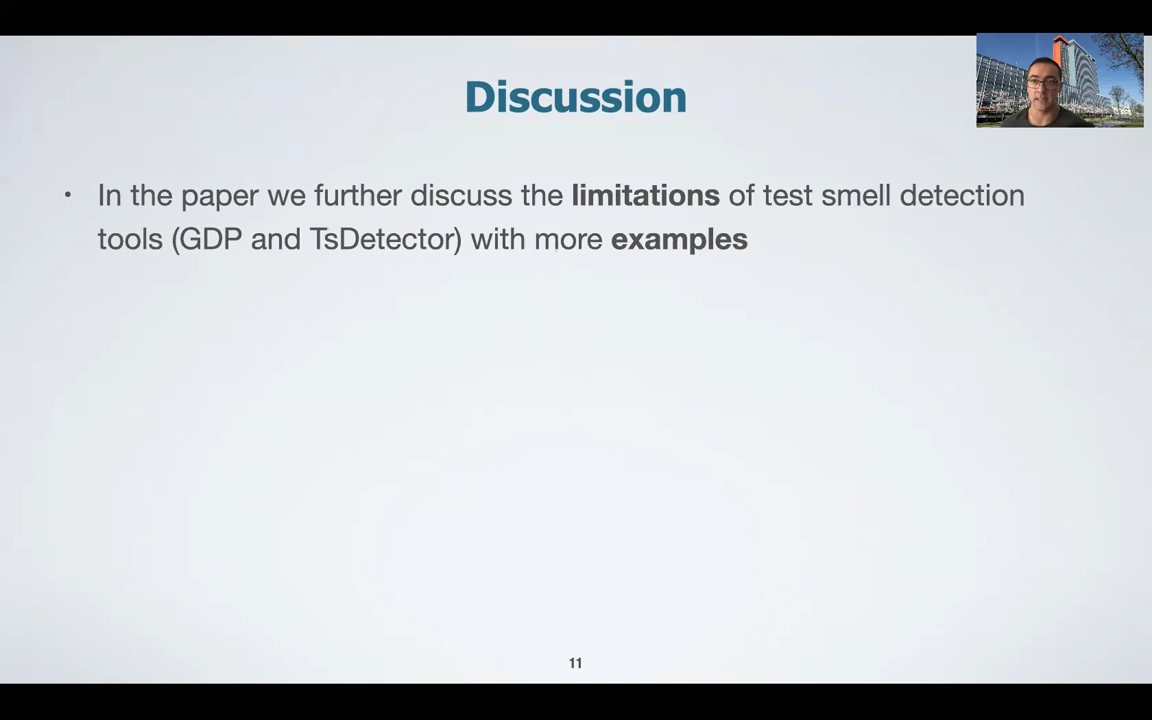 Discussion
• In the paper we further discuss the limitations of test smell detection
tools (GDP and TsDetector) with more examples
11